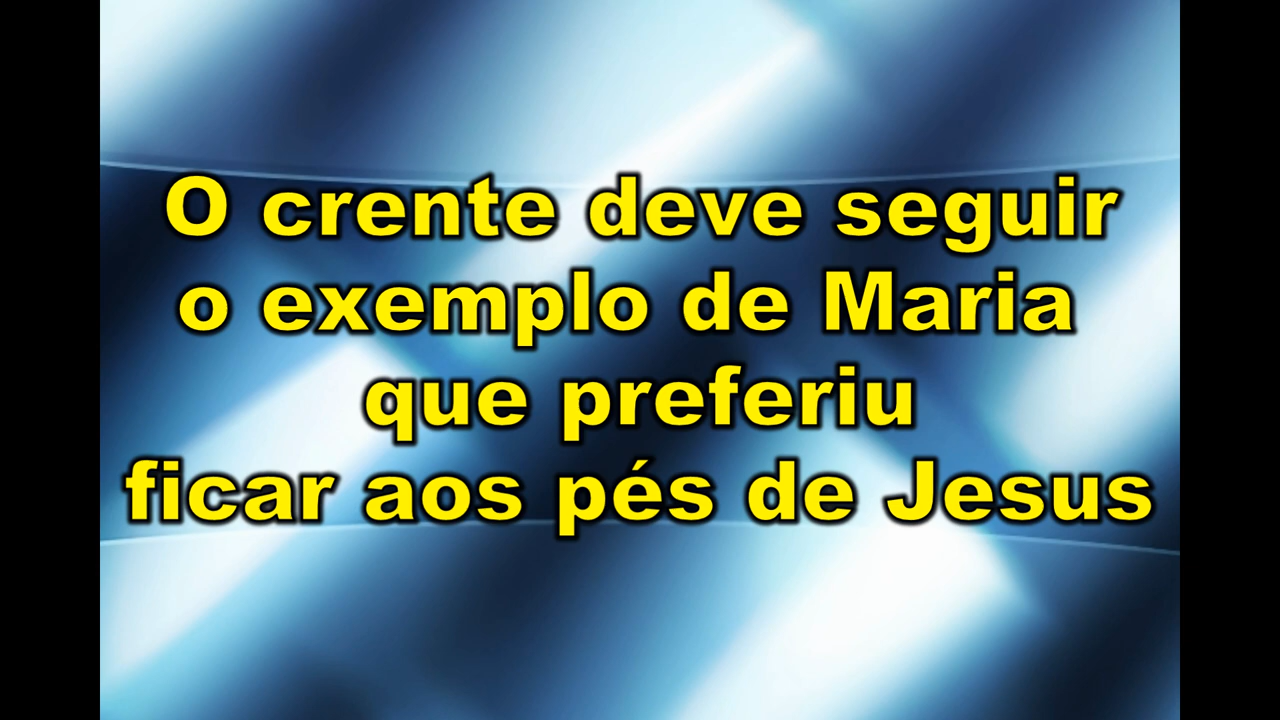 O crente deve seguir
o exemplo de Maria
que preferiu
ficar aos pés de Jesus